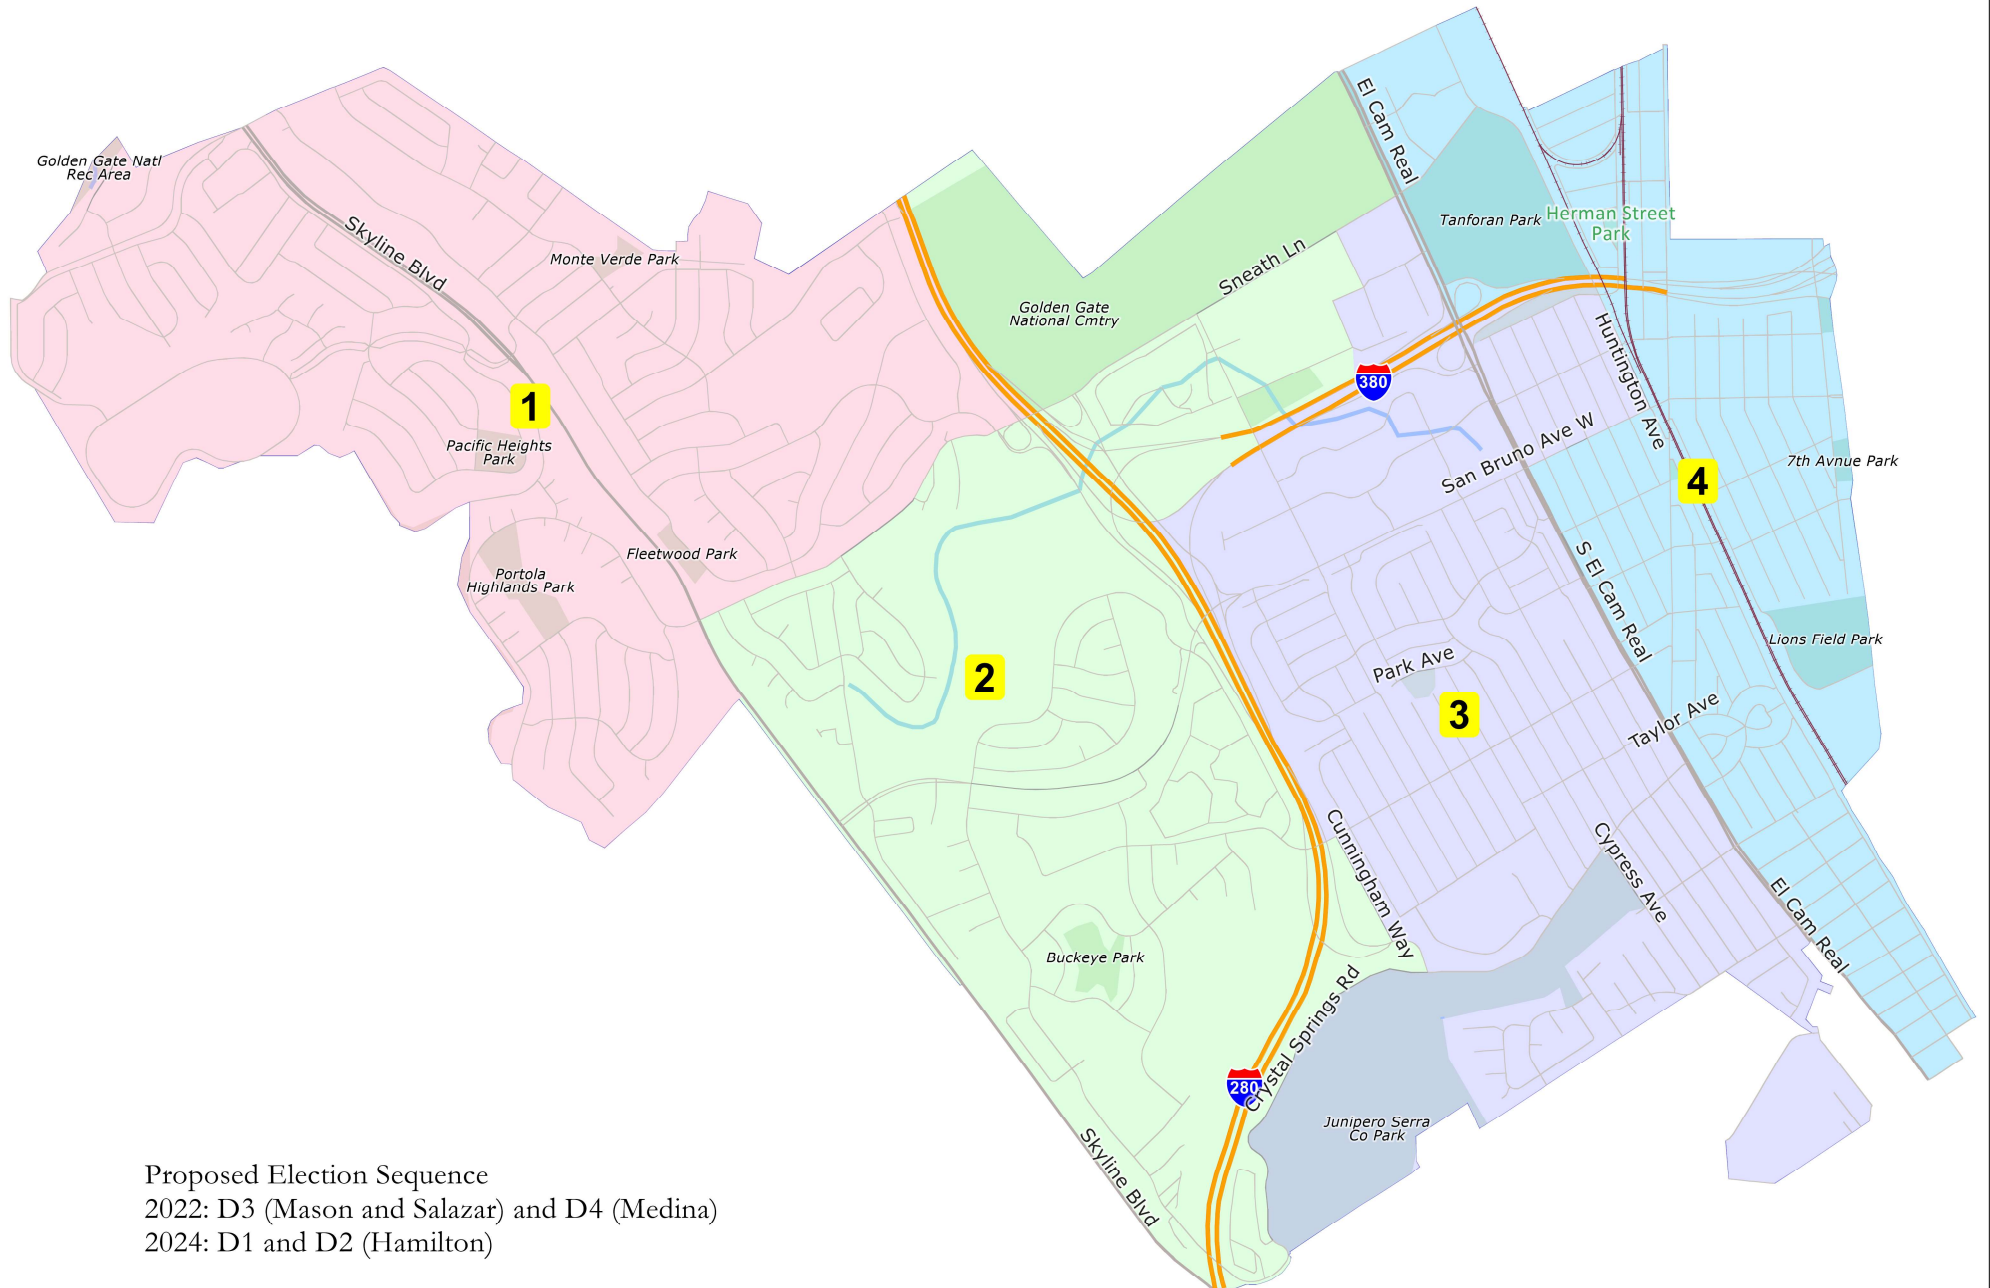 El Cam Real
Golden Gate Natl
Rec Area
Skyline Blvd
Monte Verde Park
Tanforan Park
Herman Street
Park
Sneath Ln
Golden Gate
National Cmtry
Huntington Ave
380
1
Pacific Heights
Park
San Bruno Ave W
7th Avnue Park
4
Fleetwood Park
Portola
Highlands Park
S El Cam Real
Lions Field Park
2
Park Ave
3
Taylor Ave
Cunningham Way
Cypress Ave
El Cam Real
Buckeye Park
Crystal Springs Rd
280
Junipero Serra
Co Park
Skyline Blvd
Proposed Election Sequence
2022: D3 (Mason and Salazar) and D4 (Medina)
2024: D1 and D2 (Hamilton)